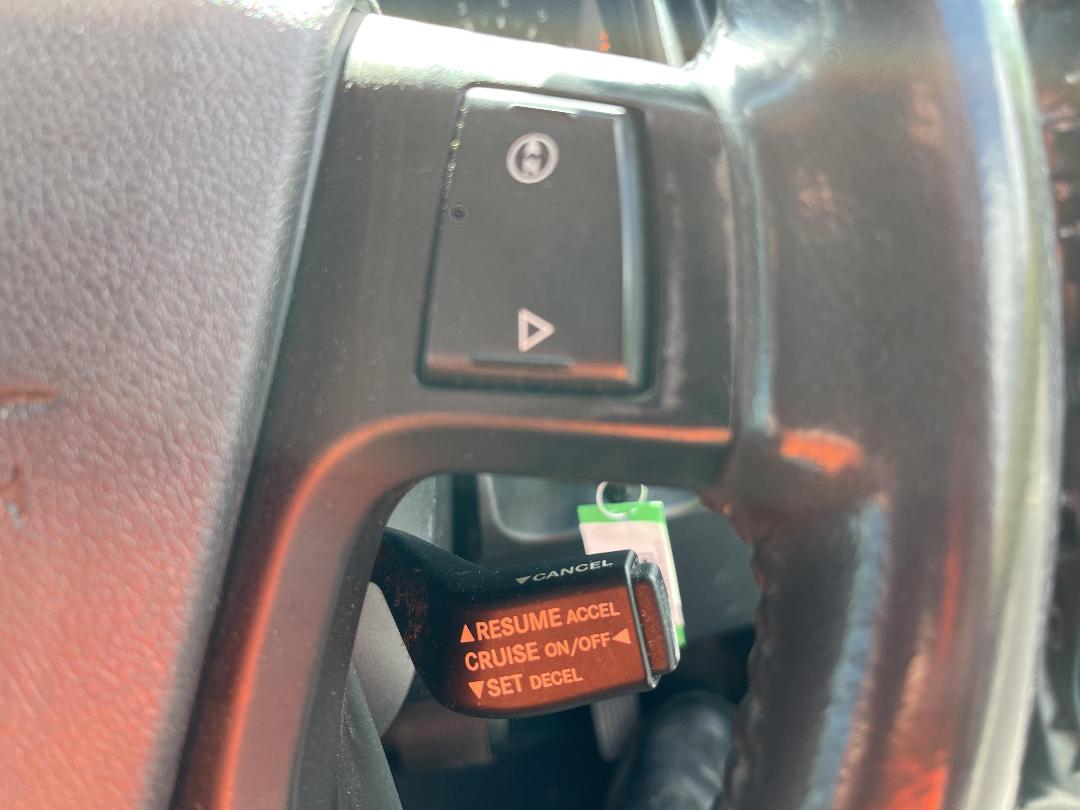 ▼CANCEL
▲RESUME ACCEL
CRUISE ON/OFF◀
▼SET DECEL